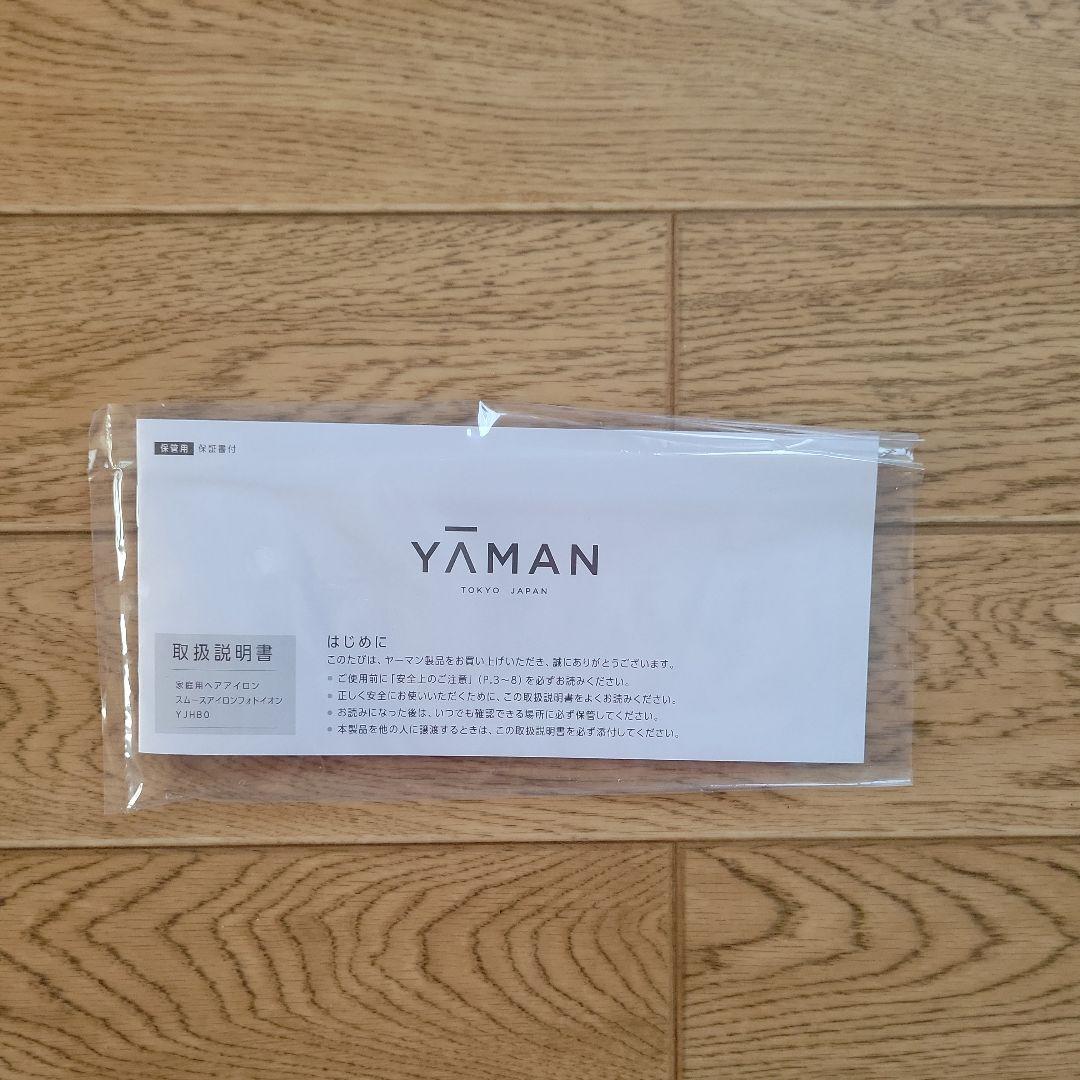 保管用 保証書付
YĀMAN
TOKYO JAPAN
取扱説明書
家庭用ヘアアイロン
スムースアイロンフォトイオン
YJHB0
はじめに
このたびは、ヤーマン製品をお買い上げいただき、誠にありがとうございます。
● ご使用前に「安全上のご注意」(P.3〜8)を必ずお読みください。
● 正しく安全にお使いいただくために、この取扱説明書をよくお読みください。
● お読みになった後は、いつでも確認できる場所に必ず保管してください。
● 本製品を他の人に譲渡するときは、この取扱説明書を必ず添付してください。